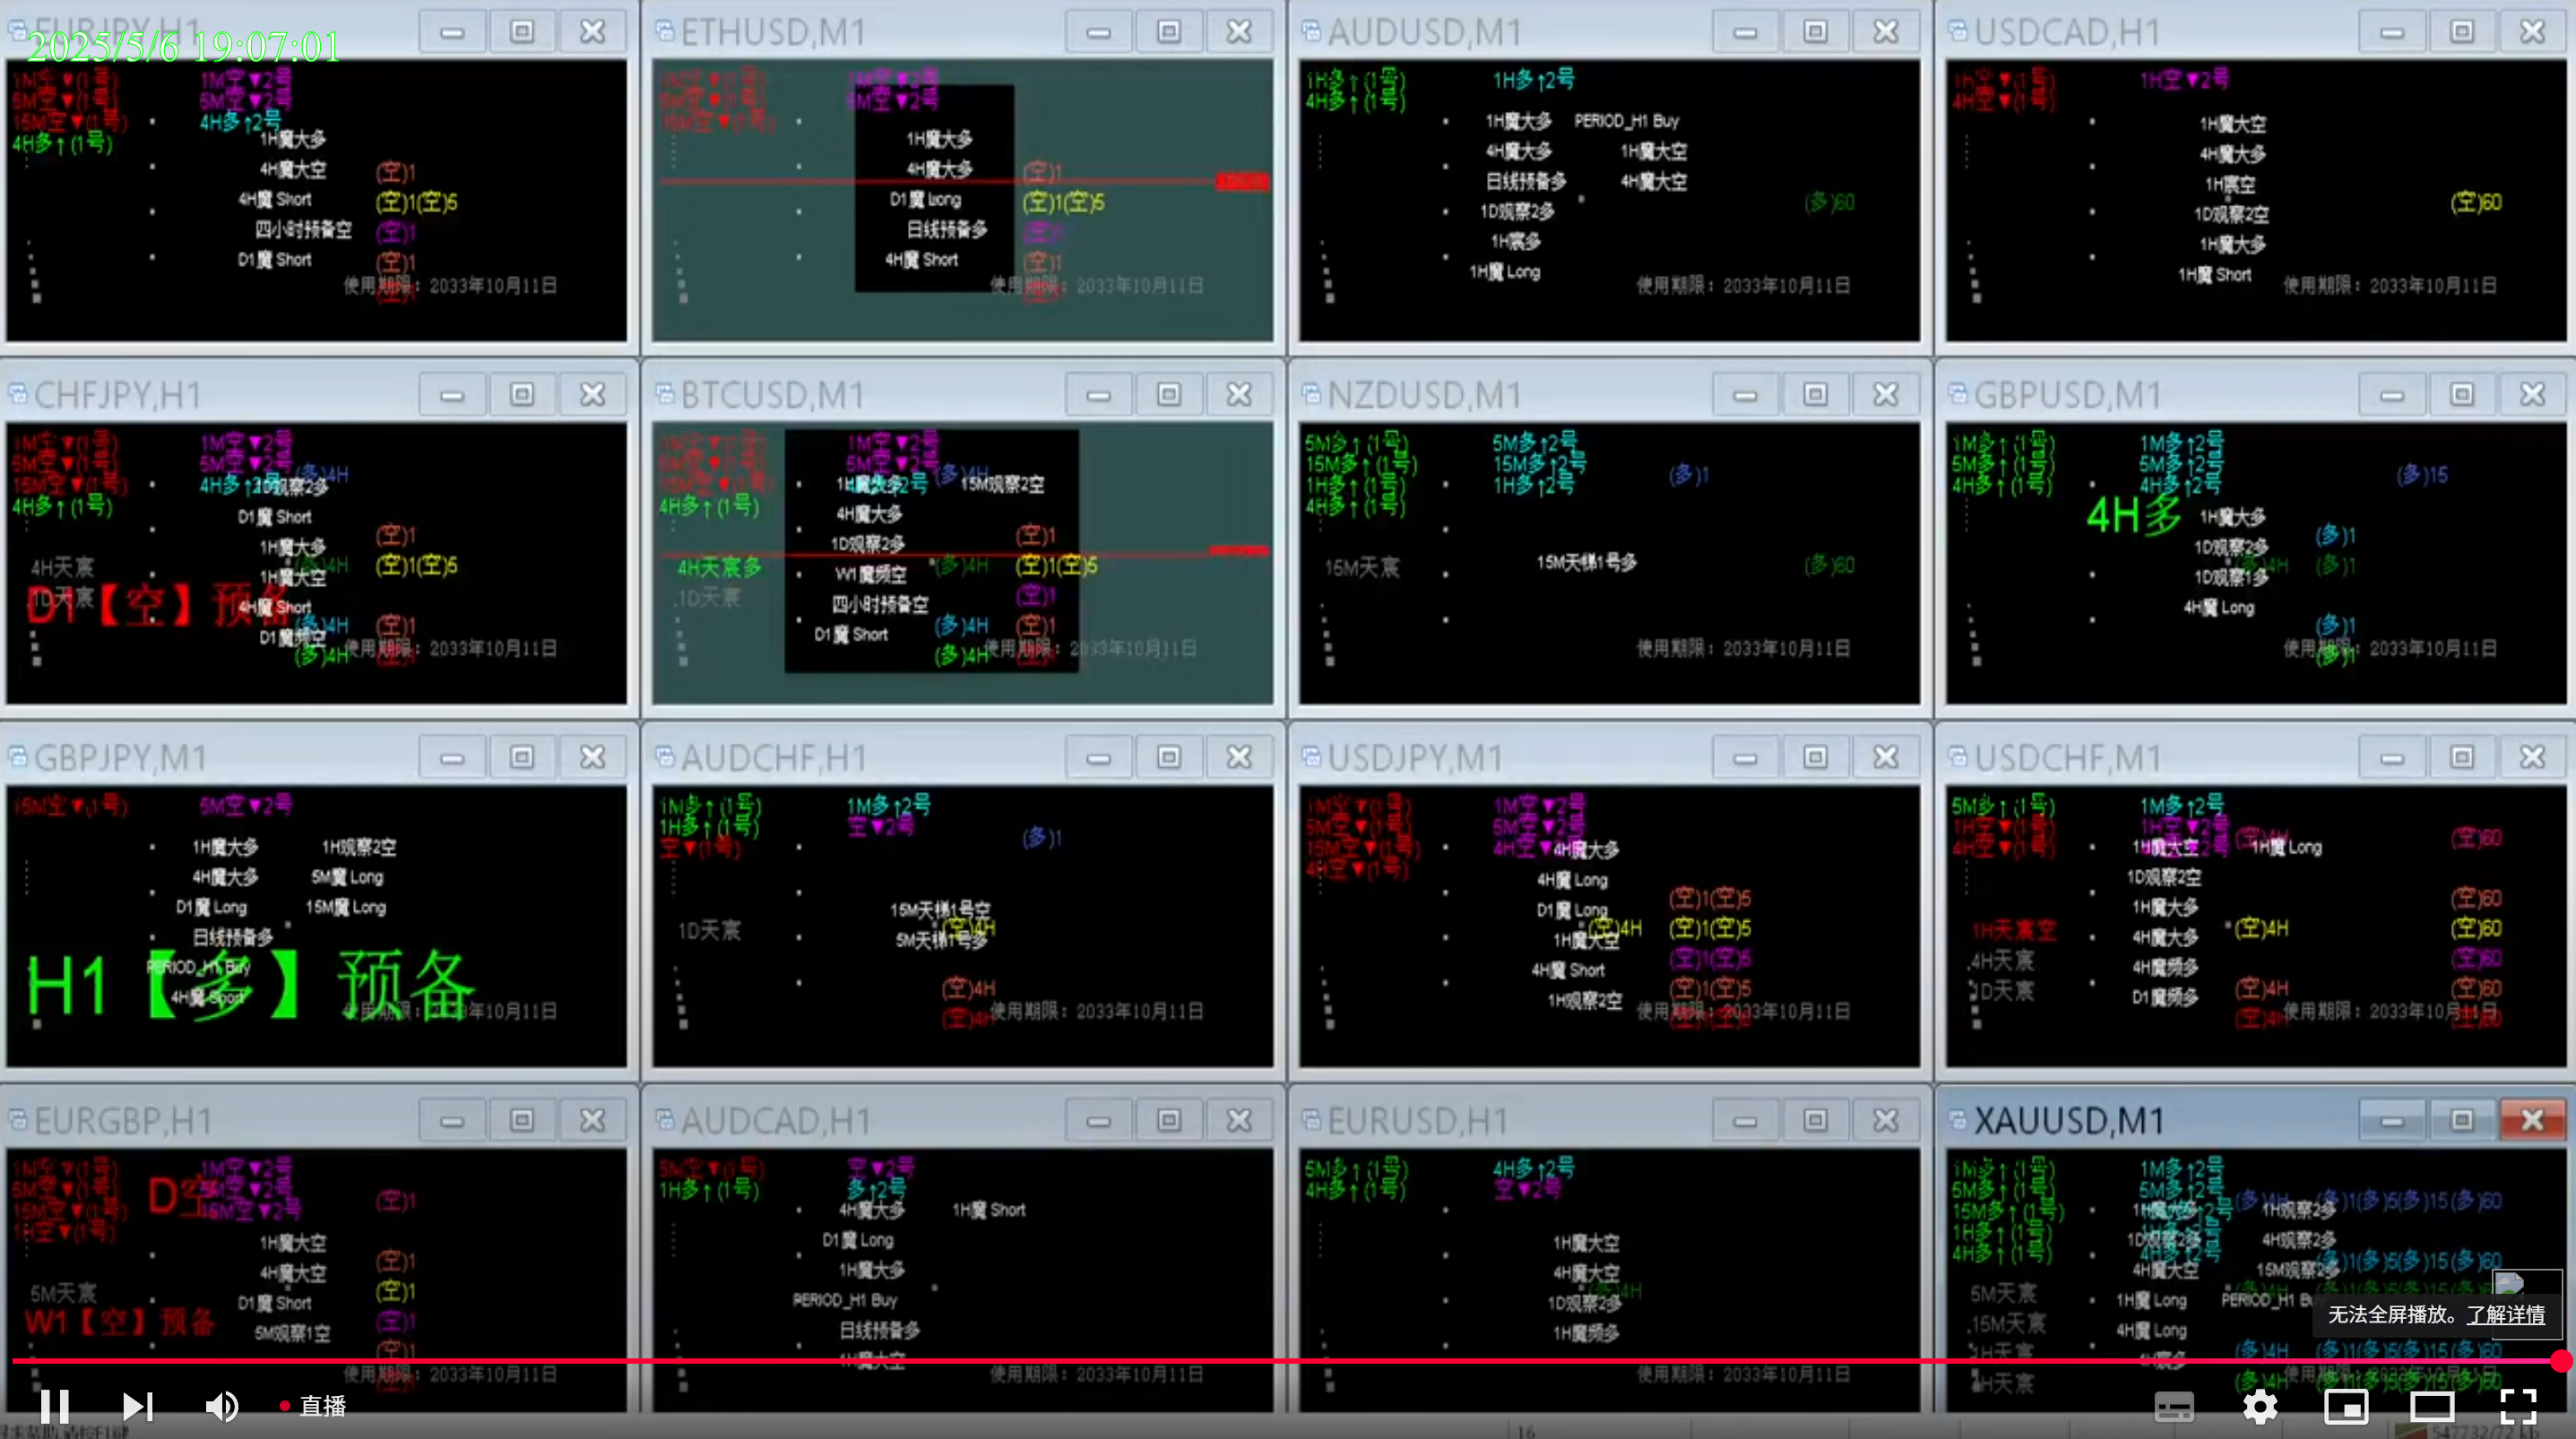 EURJPY,H1
2025/5/6 19:07:01
1M空▼(1号)
5M空▼(1号)
15M空▼(1号)
4H多↑(1号)
1M空▼2号
5M空▼2号
4H多↑2号
1H魔大多
4H魔大空
4H魔 Short
四小时预备空
D1魔 Short
(空)1
(空)1(空)5
(空)1
(空)1
使用期限：2033年10月11日
ETHUSD,M1
1M空▼2号
5M空▼2号
1H魔大多
4H魔大多
D1魔 Long
日线预备多
4H魔 Short
(空)1
(空)1(空)5
(空)1
(空)1
使用期限：2033年10月11日
AUDUSD,M1
1H多↑(1号)
4H多↑(1号)
1H多↑2号
1H魔大多 PERIOD_H1 Buy
4H魔大多 1H魔大空
日线预备多 4H魔大空
1D观察2多
1H宸多
1H魔 Long
(多)60
使用期限：2033年10月11日
USDCAD,H1
1H空▼(1号)
4H空▼(1号)
1H空▼2号
1H魔大空
4H魔大多
1H宸空
1D观察2空
1H魔大多
1H魔 Short
(空)60
使用期限：2033年10月11日
CHFJPY,H1
1M空▼(1号)
5M空▼(1号)
15M空▼(1号)
4H多↑(1号)
1M空▼2号
5M空▼2号
4H多↑2号
(多)4H
1D观察2多
D1魔 Short
1H魔大多
1H魔大空
4H魔 Short
D1魔频空
4H天宸
1D天宸
D1【空】预备
(空)1
(空)1(空)5
(多)4H
(空)1
(多)4H
使用期限：2033年10月11日
BTCUSD,M1
4H多↑(1号)
1M空▼2号
5M空▼2号
(多)4H
1H魔大多 15M观察2空
4H魔大多
1D观察2多
W1魔频空
四小时预备空
D1魔 Short
4H天宸多
1D天宸
(空)1
(多)4H
(空)1(空)5
(空)1
(多)4H
(空)1
(多)4H
使用期限：2033年10月11日
NZDUSD,M1
5M多↑(1号)
15M多↑(1号)
1H多↑(1号)
4H多↑(1号)
5M多↑2号
15M多↑2号
1H多↑2号
(多)1
15M天宸
15M天梯1号多
(多)60
使用期限：2033年10月11日
GBPUSD,M1
1M多↑(1号)
5M多↑(1号)
4H多↑(1号)
1M多↑2号
5M多↑2号
4H多↑2号
(多)15
4H多
1H魔大多
1D观察2多
1D观察1多
4H魔 Long
(多)1
(多)4H
(多)1
(多)1
(多)1
使用期限：2033年10月11日
GBPJPY,M1
15M空▼(1号)
5M空▼2号
1H魔大多 1H观察2空
4H魔大多 5M魔 Long
D1魔 Long 15M魔 Long
日线预备多
PERIOD_H1 Buy
4H魔 Short
H1【多】预备
使用期限：2033年10月11日
AUDCHF,H1
1M多↑(1号)
1H多↑(1号)
空▼(1号)
1M多↑2号
空▼2号
(多)1
1D天宸
15M天梯1号空
5M天梯1号多
(空)4H
(空)4H
(空)4H
使用期限：2033年10月11日
USDJPY,M1
1M空▼(1号)
5M空▼(1号)
15M空▼(1号)
4H空▼(1号)
1M空▼2号
5M空▼2号
4H空▼
4H魔大多
4H魔 Long
D1魔 Long
1H魔大空
4H魔 Short
1H观察2空
(空)4H
(空)1(空)5
(空)1(空)5
(空)1(空)5
(空)1(空)5
使用期限：2033年10月11日
USDCHF,M1
5M多↑(1号)
1H空▼(1号)
4H空▼(1号)
1M多↑2号
1H空▼2号
(空)4H
(空)60
1H魔大空 1H魔 Long
1D观察2空
1H魔大多
4H魔大多
4H魔频多
D1魔频多
1H天宸空
4H天宸
1D天宸
(空)60
(空)4H
(空)60
(空)60
(空)4H
(空)60
(空)4H
(空)60
使用期限：2033年10月11日
EURGBP,H1
1M空▼(1号)
5M空▼(1号)
15M空▼(1号)
1H空▼(1号)
D空
1M空▼2号
5M空▼2号
15M空▼2号
(空)1
1H魔大空
4H魔大空
D1魔 Short
5M观察1空
5M天宸
W1【空】预备
(空)1
(空)1
(空)1
(空)1
使用期限：2033年10月11日
AUDCAD,H1
5M空▼(1号)
1H多↑(1号)
空▼2号
多↑2号
4H魔大多 1H魔 Short
D1魔 Long
1H魔大多
PERIOD_H1 Buy
日线预备多
4H魔大空
使用期限：2033年10月11日
EURUSD,H1
5M多↑(1号)
4H多↑(1号)
4H多↑2号
空▼2号
1H魔大空
4H魔大空
1D观察2多
1H魔频多
(多)4H
使用期限：2033年10月11日
XAUUSD,M1
1M多↑(1号)
5M多↑(1号)
15M多↑(1号)
1H多↑(1号)
4H多↑(1号)
1M多↑2号
5M多↑2号
4H多↑2号
(多)4H (多)1(多)5(多)15(多)60
1H观察2多
1D观察2多 4H观察2多
4H魔大空 15M观察2多
1H魔 Long PERIOD_H1
4H魔 Long
5M天宸
15M天宸
1H天宸
4H天宸
(多)4H (多)1(多)5(多)15(多)60
无法全屏播放。了解详情
直播
16